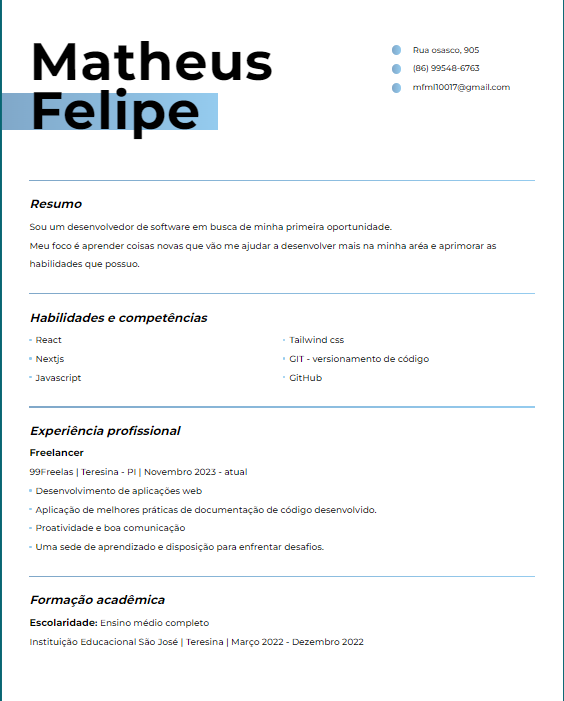 Matheus
Felipe
Rua osasco, 905
(86) 99548-6763
mfml10017@gmail.com
Resumo
Sou um desenvolvedor de software em busca de minha primeira oportunidade.
Meu foco é aprender coisas novas que vão me ajudar a desenvolver mais na minha aréa e aprimorar as
habilidades que possuo.
Habilidades e competências
- React
- Nextjs
- Javascript
- Tailwind css
- GIT - versionamento de código
- GitHub
Experiência profissional
Freelancer
99Freelas | Teresina - PI | Novembro 2023 - atual
- Desenvolvimento de aplicações web
- Aplicação de melhores práticas de documentação de código desenvolvido.
- Proatividade e boa comunicação
- Uma sede de aprendizado e disposição para enfrentar desafios.
Formação acadêmica
Escolaridade: Ensino médio completo
Instituição Educacional São José | Teresina | Março 2022 - Dezembro 2022